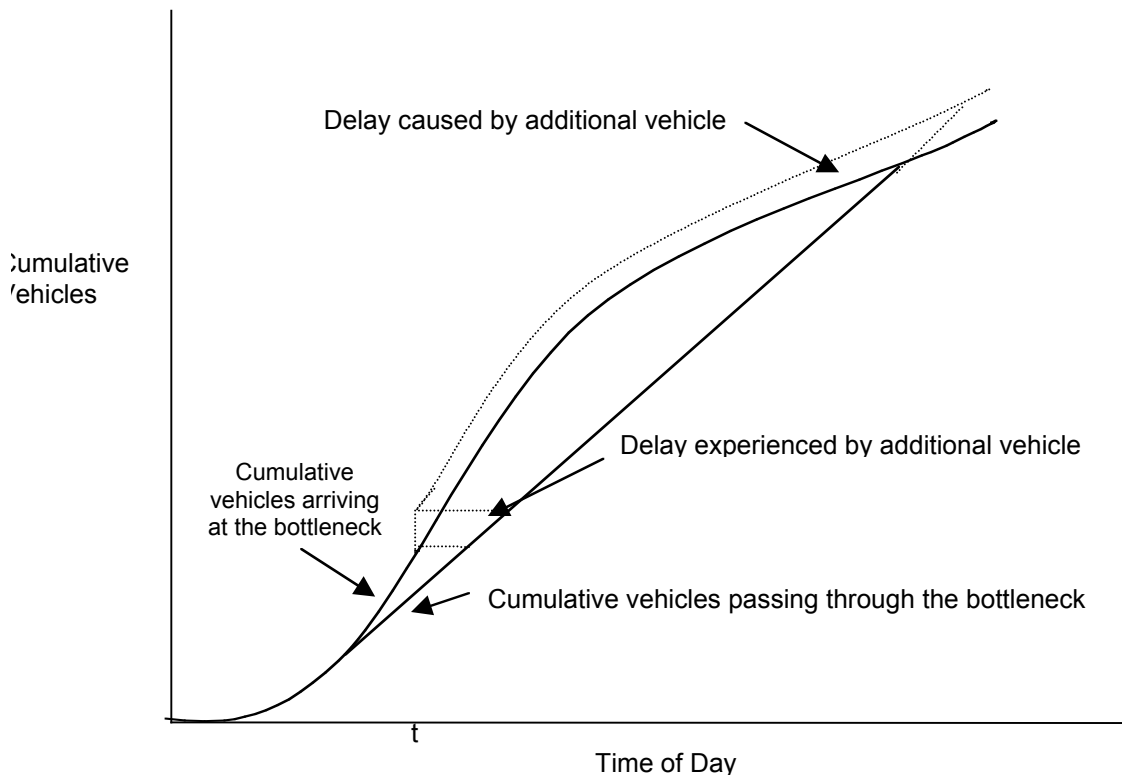 Delay caused by additional vehicle
Cumulative
Vehicles
Delay experienced by additional vehicle
Cumulative
vehicles arriving
at the bottleneck
Cumulative vehicles passing through the bottleneck
t
Time of Day